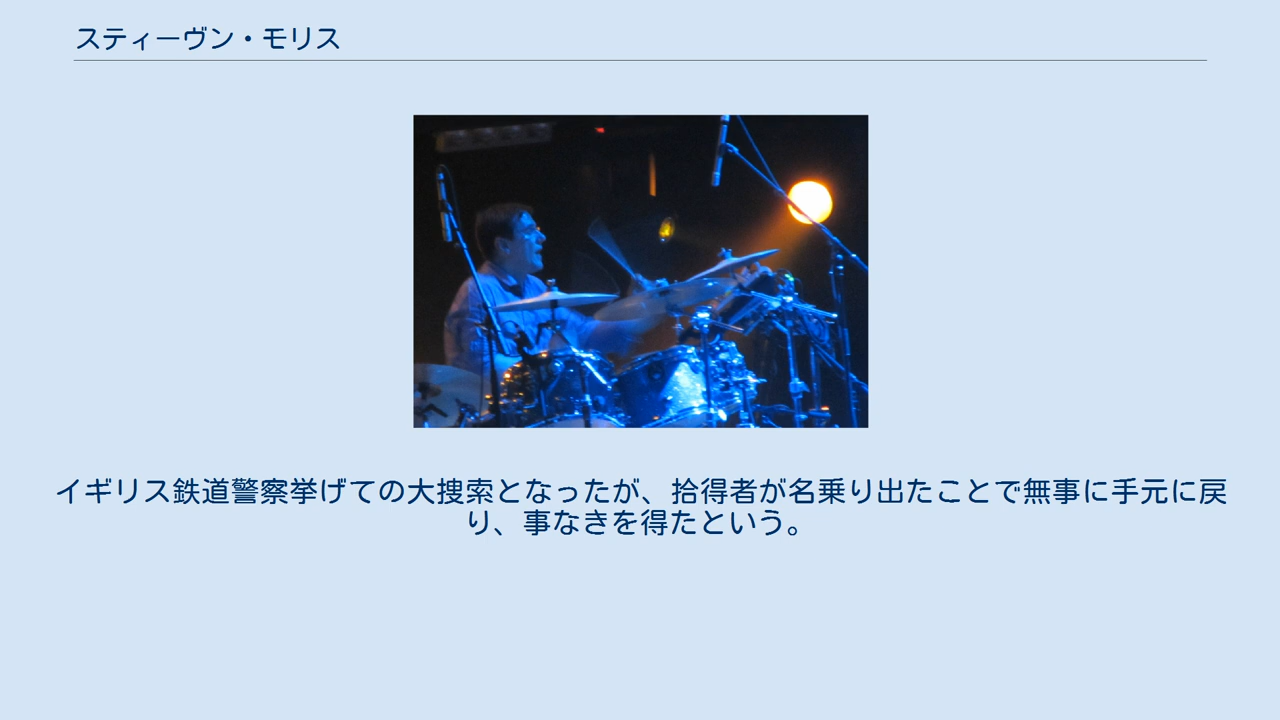 スティーヴン・モリス
イギリス鉄道警察挙げての大捜索となったが、拾得者が名乗り出たことで無事に手元に戻
り、事なきを得たという。